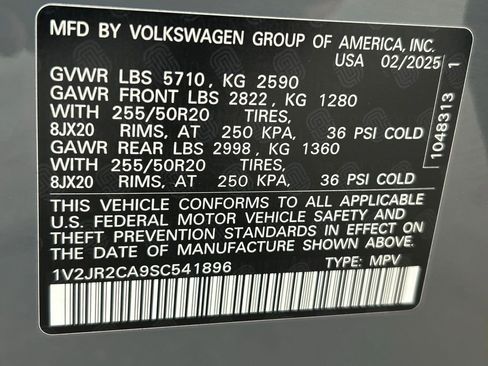 MFD BY VOLKSWAGEN GROUP OF AMERICA, INC.
USA 02/2025
GVWR LBS 5710, KG 2590
GAWR FRONT LBS 2822, KG 1280
WITH 255/50R20 TIRES,
8JX20 RIMS, AT 250 KPA, 36 PSI COLD
GAWR REAR LBS 2998, KG 1360
WITH 255/50R20 TIRES,
8JX20 RIMS, AT 250 KPA, 36 PSI COLD
THIS VEHICLE CONFORMS TO ALL APPLICABLE
U.S. FEDERAL MOTOR VEHICLE SAFETY AND
THEFT PREVENTION STANDARDS IN EFFECT ON
THE DATE OF MANUFACTURE SHOWN ABOVE.
1V2JR2CA9SC541896 TYPE: MPV
1048313 1